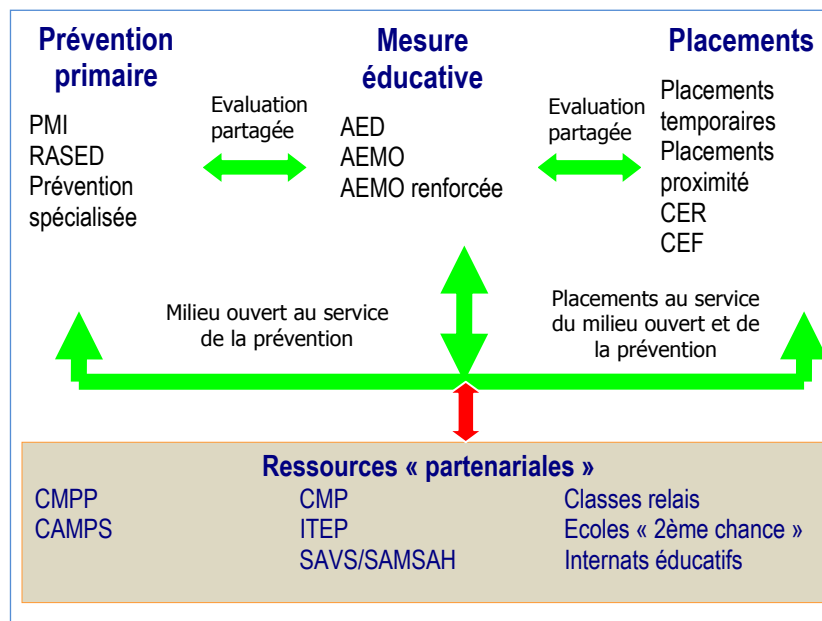 Prévention
primaire
Mesure
éducative
Placements
Evaluation
partagée
Evaluation
partagée
PMI
RASED
Prévention
spécialisée
AED
AEMO
AEMO renforcée
Placements
temporaires
Placements
proximité
CER
CEF
Milieu ouvert au service
de la prévention
Placements au service
du milieu ouvert et de
la prévention
Ressources « partenariales »
CMPP
CAMPS
CMP
ITEP
SAVS/SAMSAH
Classes relais
Ecoles « 2ème chance »
Internats éducatifs